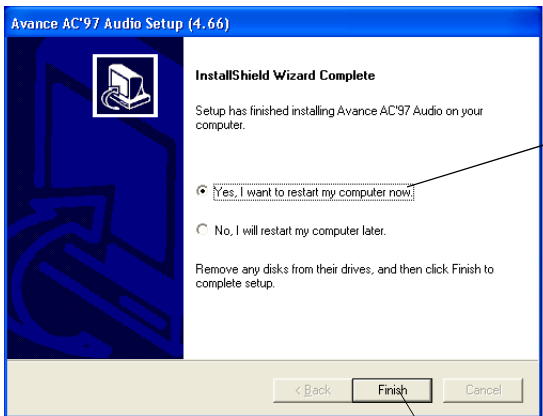 Avance AC'97 Audio Setup (4.66)
InstallShield Wizard Complete
Setup has finished installing Avance AC'97 Audio on your
computer.
Yes, I want to restart my computer now.
No, I will restart my computer later.
Remove any disks from their drives, and then click Finish to
complete setup.
< Back Finish Cancel